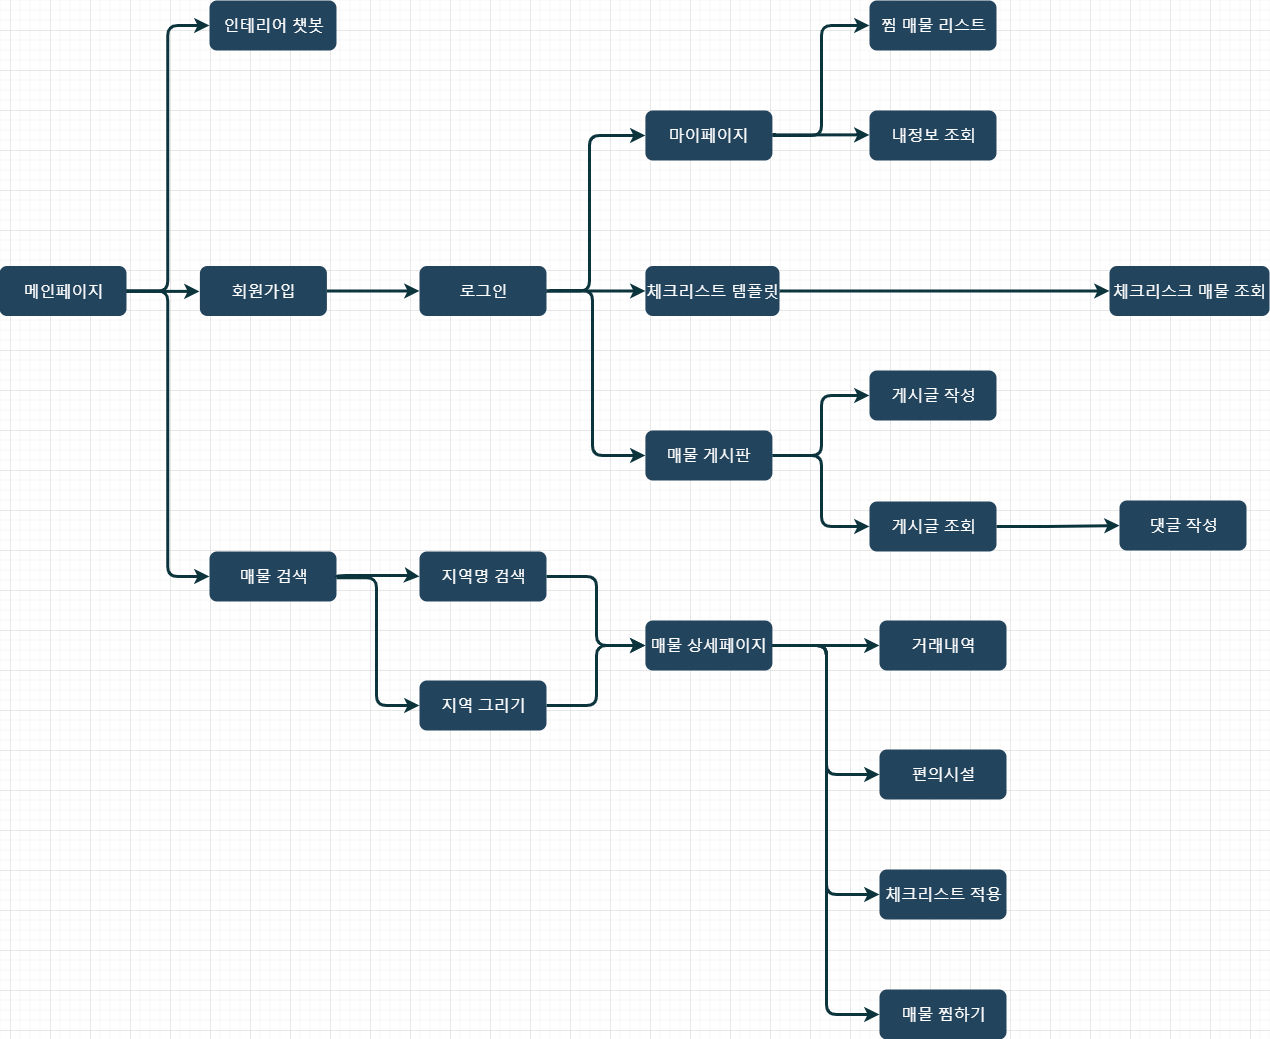 인테리어 챗봇
찜 매물 리스트
마이페이지
내정보 조회
메인페이지
회원가입
로그인
체크리스트 템플릿
체크리스크 매물 조회
게시글 작성
매물 게시판
게시글 조회
댓글 작성
매물 검색
지역명 검색
매물 상세페이지
거래내역
지역 그리기
편의시설
체크리스트 적용
매물 찜하기